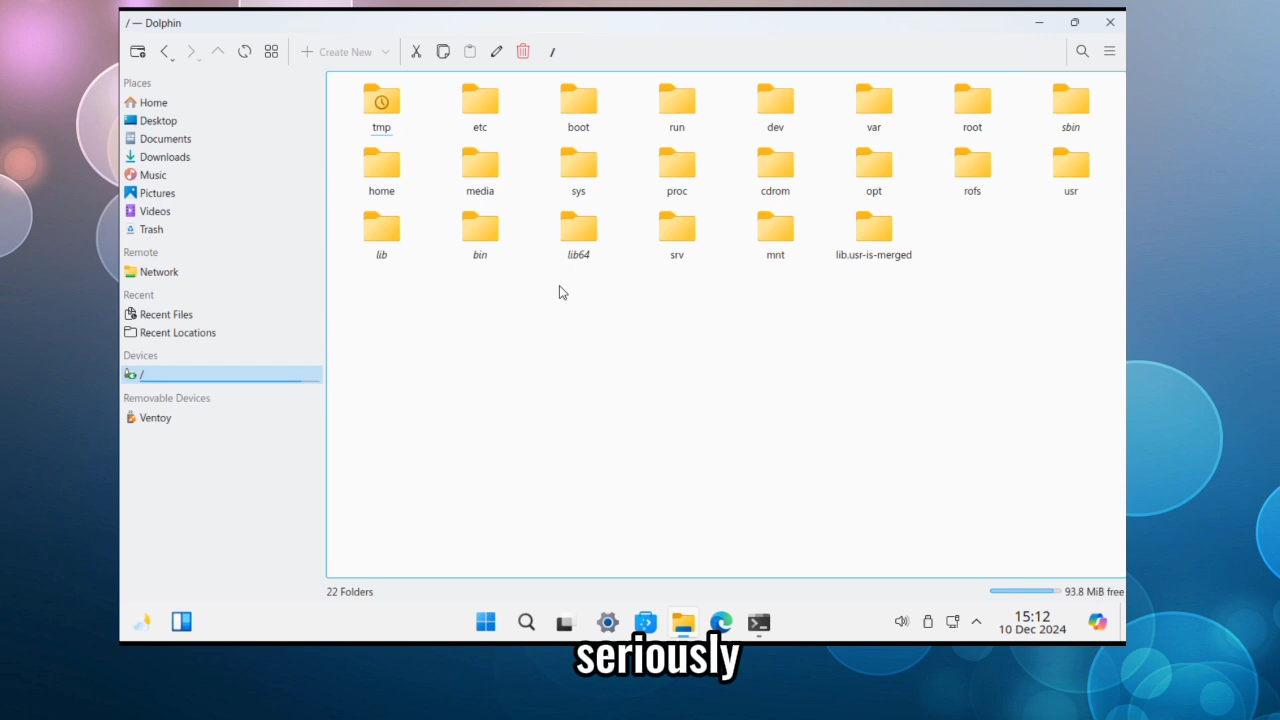 / — Dolphin
Create New
/
Places
Home
Desktop
Documents
Downloads
Music
Pictures
Videos
Trash
Remote
Network
Recent
Recent Files
Recent Locations
Devices
/
Removable Devices
Ventoy
tmp etc boot run dev var root sbin
home media sys proc cdrom opt rofs usr
lib bin lib64 srv mnt lib.usr-is-merged
22 Folders
93.8 MiB free
15:12
10 Dec 2024
seriously